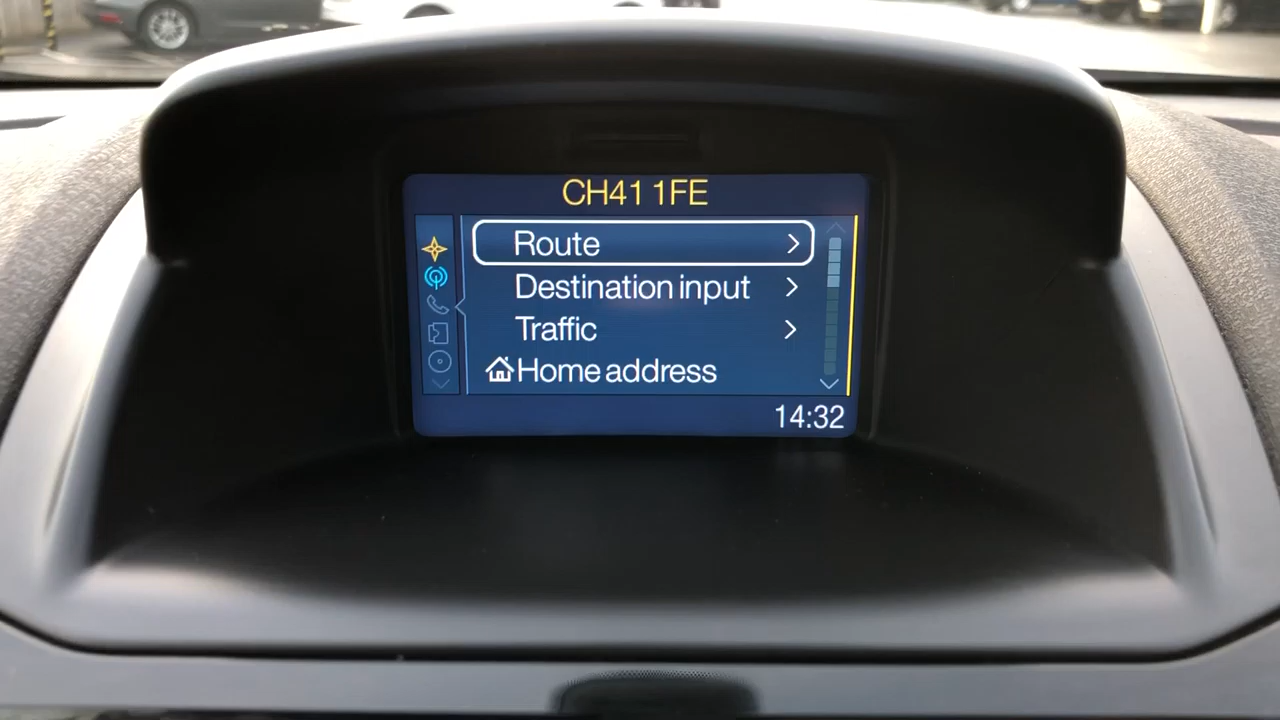 CH41 1FE
Route
Destination input
Traffic
Home address
14:32